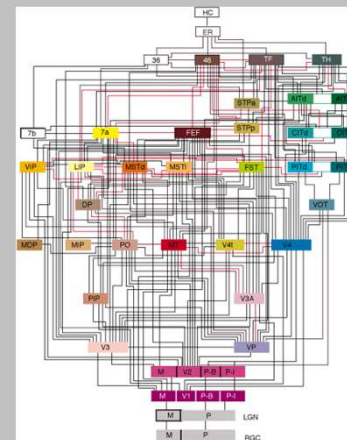 HC
ER
36 46 TF TH
STPa AITd
7b 7a FEF STPp CITd
VIP LIP MSTd MSTl FST PITd
DP VOT
MDP MIP PO MT V4t V4
PIP V3A
V3 VP
M V2 P-B P-I
M V1 P-B P-I
M P LGN
M P RGC